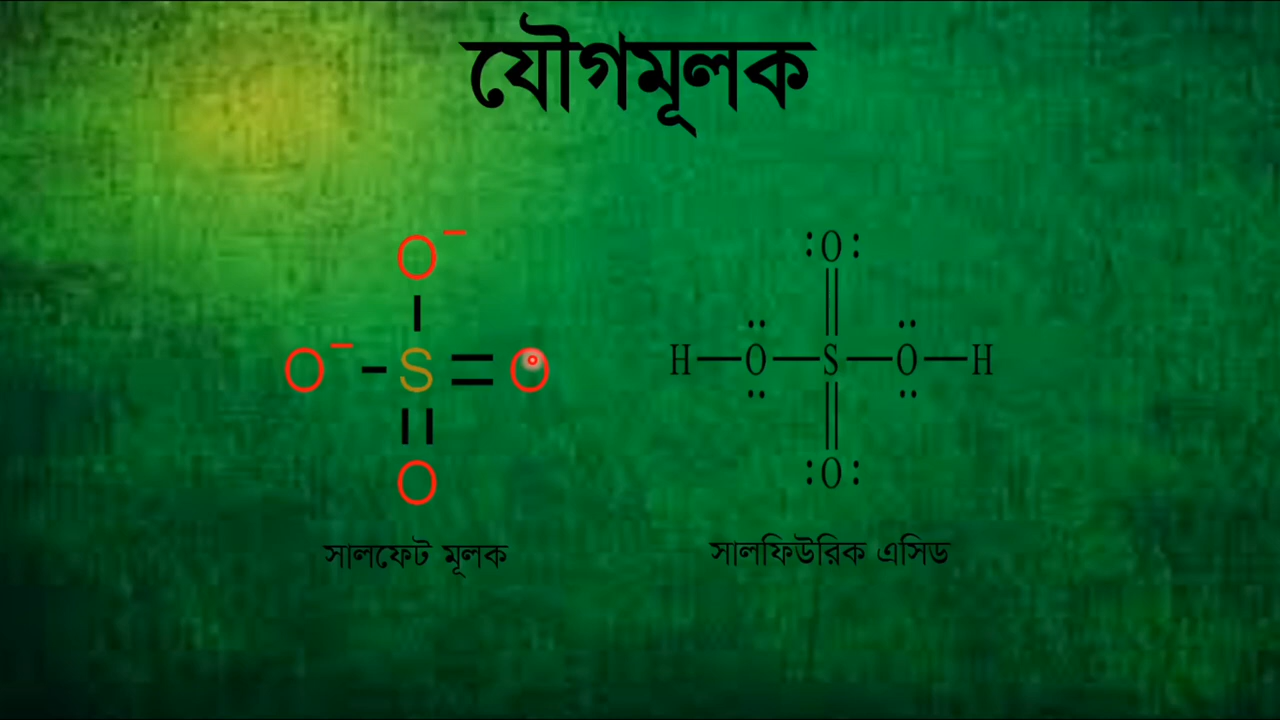 যৌগমূলক
O⁻
O⁻ - S = O
O
সালফেট মূলক
:O:
H — O — S — O — H
:O:
সালফিউরিক এসিড